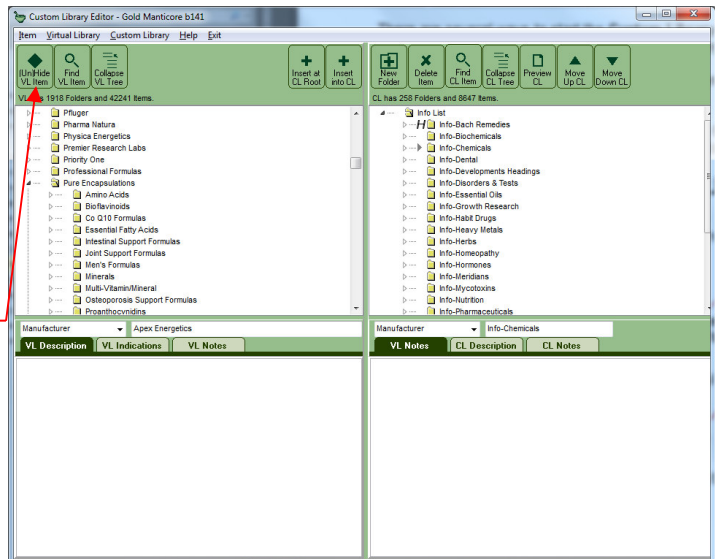 Custom Library Editor - Gold Manticore b141
Item Virtual Library Custom Library Help Exit
(Un)Hide
VL Item
Find
VL Item
Collapse
VL Tree
Insert at
CL Root
Insert
into CL
New
Folder
Delete
Item
Find
CL Item
Collapse
CL Tree
Preview
CL
Move
Up CL
Move
Down CL
1918 Folders and 42241 Items.
CL has 258 Folders and 8647 Items.
Pfluger
Pharma Natura
Physica Energetics
Premier Research Labs
Priority One
Professional Formulas
Pure Encapsulations
Amino Acids
Bioflavinoids
Co Q10 Formulas
Essential Fatty Acids
Intestinal Support Formulas
Joint Support Formulas
Men's Formulas
Minerals
Multi-Vitamin/Mineral
Osteoporosis Support Formulas
Proanthocynidins
Info List
H Info-Bach Remedies
Info-Biochemicals
Info-Chemicals
Info-Dental
Info-Developments Headings
Info-Disorders & Tests
Info-Essential Oils
Info-Growth Research
Info-Habit Drugs
Info-Heavy Metals
Info-Herbs
Info-Homeopathy
Info-Hormones
Info-Meridians
Info-Mycotoxins
Info-Nutrition
Info-Pharmaceuticals
Manufacturer Apex Energetics
VL Description VL Indications VL Notes
Manufacturer Info-Chemicals
VL Notes CL Description CL Notes